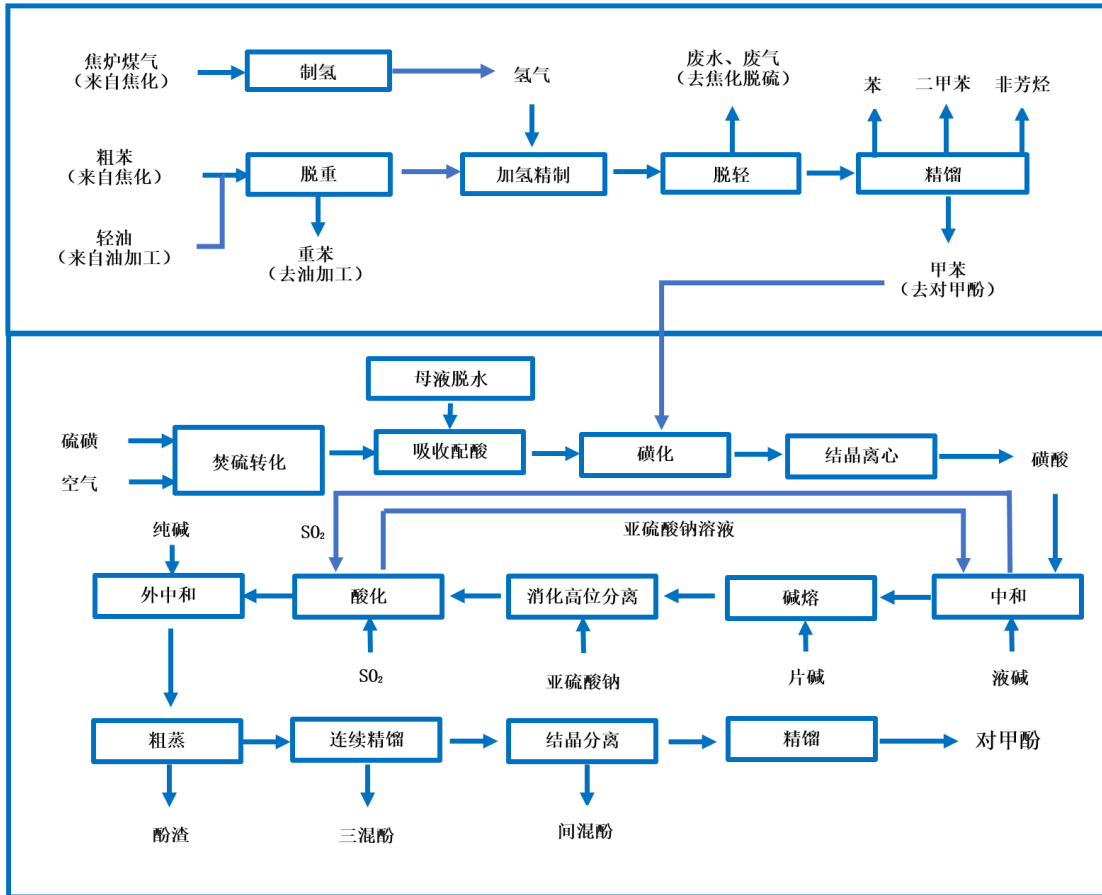 焦炉煤气
（来自焦化）
制氢
氢气
废水、废气
（去焦化脱硫）
苯
二甲苯
非芳烃
粗苯
（来自焦化）
脱重
加氢精制
脱轻
精馏
轻油
（来自油加工）
重苯
（去油加工）
甲苯
（去对甲酚）
母液脱水
硫磺
空气
焚硫转化
吸收配酸
磺化
结晶离心
磺酸
纯碱
SO₂
亚硫酸钠溶液
外中和
酸化
消化高位分离
碱熔
中和
SO₂
亚硫酸钠
片碱
液碱
粗蒸
连续精馏
结晶分离
精馏
对甲酚
酚渣
三混酚
间混酚